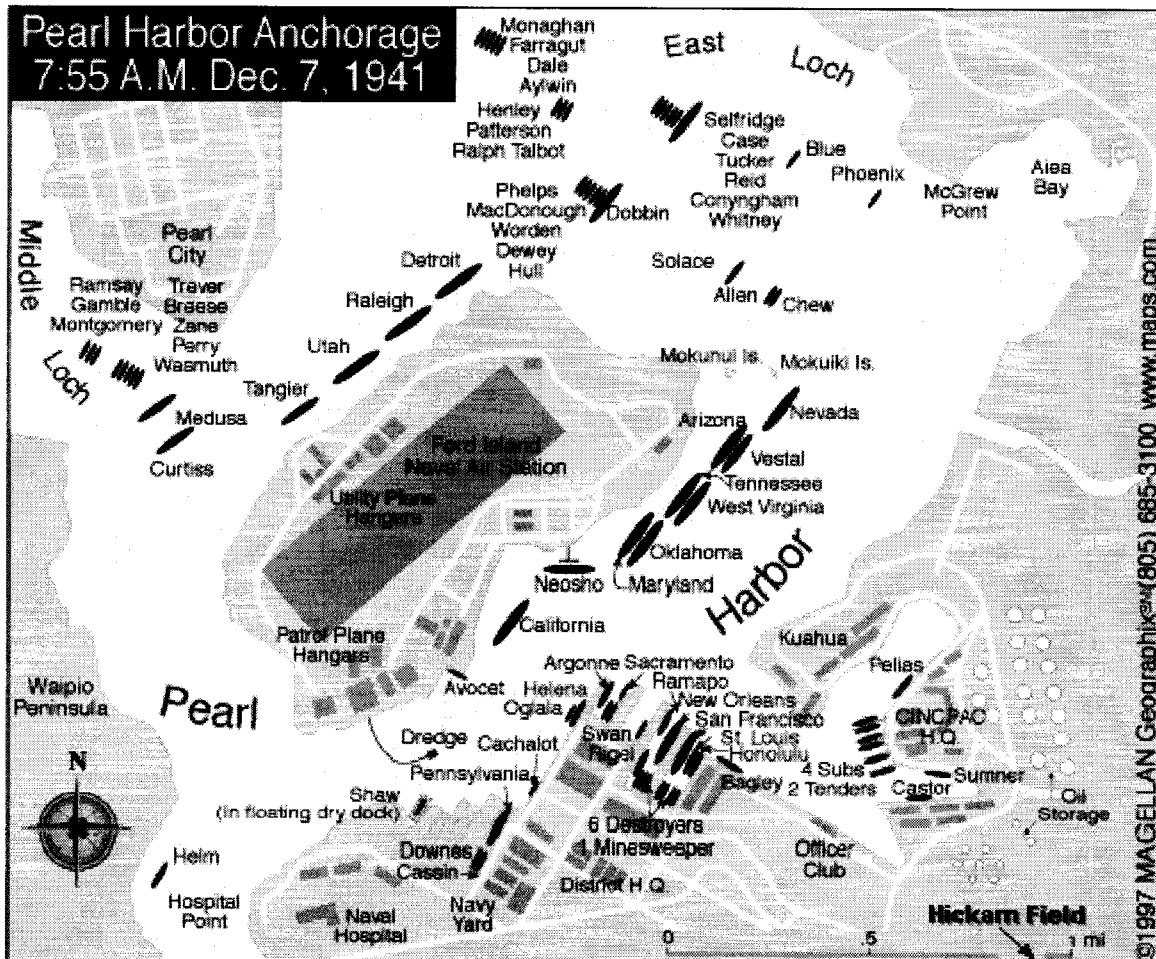 Pearl Harbor Anchorage
7:55 A.M. Dec. 7, 1941
Monaghan
Farragut
Dale
Aylwin
Henley
Patterson
Ralph Talbot
East
Loch
Selfridge
Case
Tucker
Reid
Conyngham
Whitney
Blue
Phoenix
McGrew
Point
Aiea
Bay
Phelps
MacDonough
Worden
Dewey
Hull
Dobbin
Middle
Loch
Pearl
City
Ramsay
Gamble
Montgomery
Trever
Breese
Zane
Perry
Wasmuth
Medusa
Curtiss
Detroit
Raleigh
Utah
Tangier
Solace
Allen
Chew
Mokunui Is.
Mokuiki Is.
Nevada
Arizona
Vestal
Tennessee
West Virginia
Oklahoma
Maryland
Ford Island
Naval Air Station
Utility Plane
Hangars
Neosho
California
Patrol Plane
Hangars
Avocet
Waipio
Peninsula
Pearl
Harbor
Kuahua
Pelias
Argonne
Sacramento
Helena
Oglala
Ramapo
New Orleans
San Francisco
St. Louis
Honolulu
Swan
Rigel
Bagley
CINCPAC
H.Q.
4 Subs
2 Tenders
Castor
Sumner
Oil
Storage
Dredge
Cachalot
Pennsylvania
Shaw
(in floating dry dock)
N
Helm
Hospital
Point
Downes
Cassin
6 Destroyers
1 Minesweeper
District H.Q.
Officer
Club
Naval
Hospital
Navy
Yard
Hickam Field
0
.5
1 mi
©1997 MAGELLAN Geographix℠(805) 685-3100 www.maps.com